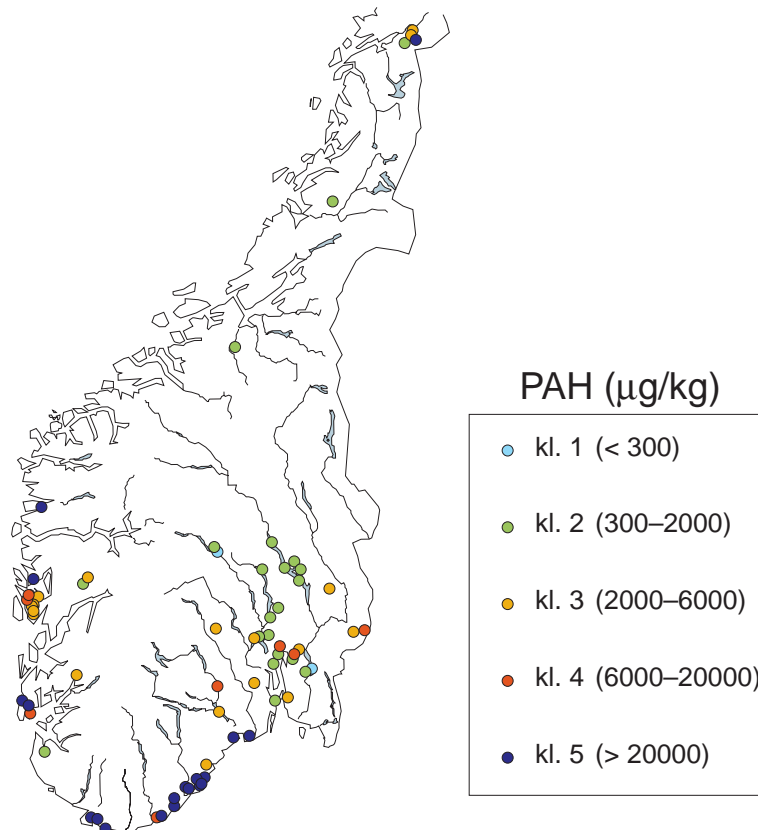 PAH (μg/kg)
kl. 1 (< 300)
kl. 2 (300–2000)
kl. 3 (2000–6000)
kl. 4 (6000–20000)
kl. 5 (> 20000)